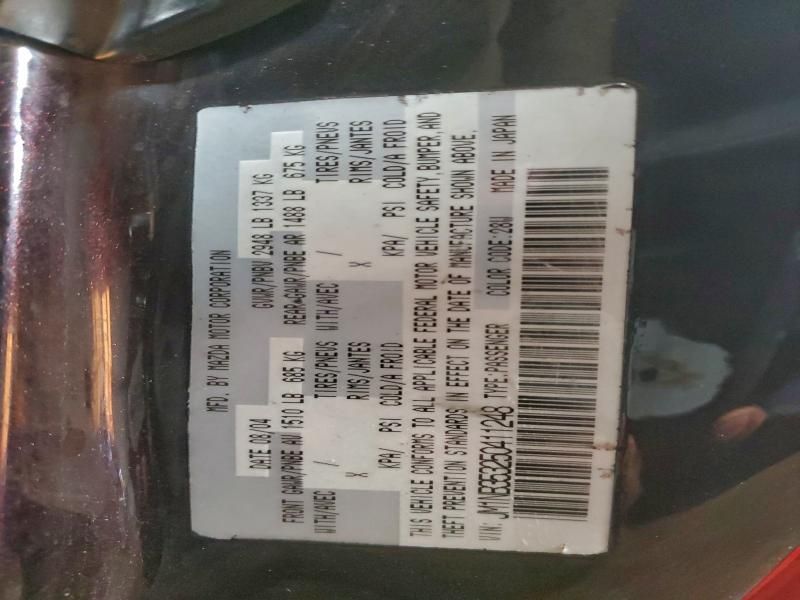 MFD. BY MAZDA MOTOR CORPORATION
DATE 08/04 GVWR/PNBV 2948 LB 1337 KG
FRONT GAWR/PNBE AV 1510 LB 685 KG REAR-GAWR/PNBE AR 1488 LB 675 KG
WITH/AVEC / TIRES/PNEUS WITH/AVEC / TIRES/PNEUS
X RIMS/JANTES X RIMS/JANTES
KPA/ PSI COLD/A FROID KPA/ PSI COLD/A FROID
THIS VEHICLE CONFORMS TO ALL APPLICABLE FEDERAL MOTOR VEHICLE SAFETY, BUMPER, AND
THEFT PREVENTION STANDARDS IN EFFECT ON THE DATE OF MANUFACTURE SHOWN ABOVE.
VIN: JM1NB353250411248 TYPE:PASSENGER COLOR CODE:28W MADE IN JAPAN